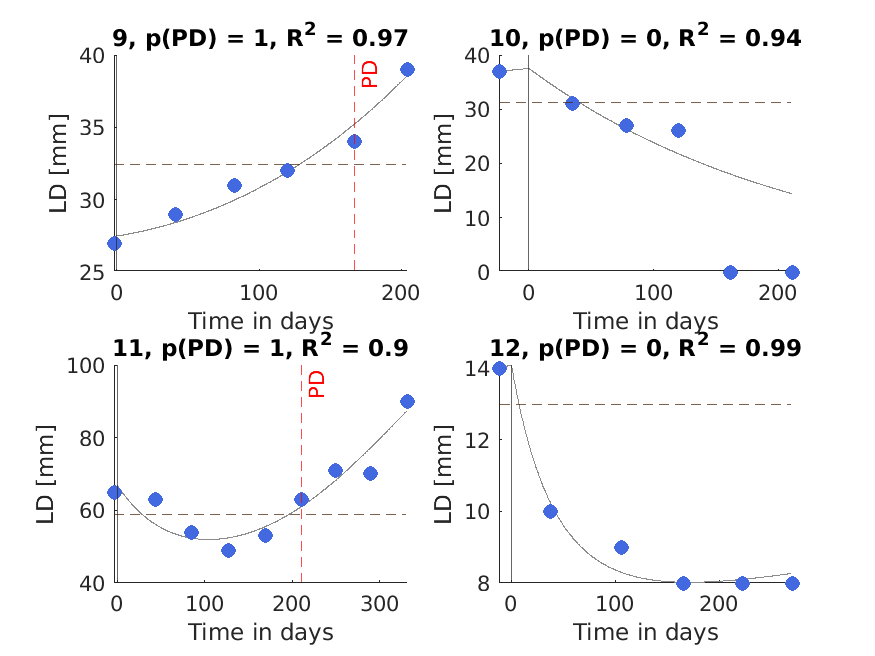 9, p(PD) = 1, R2 = 0.97
40
35
30
25
LD [mm]
PD
0
100
200
Time in days
10, p(PD) = 0, R2 = 0.94
40
30
20
10
0
LD [mm]
0
100
200
Time in days
11, p(PD) = 1, R2 = 0.9
100
80
60
40
LD [mm]
PD
0
100
200
300
Time in days
12, p(PD) = 0, R2 = 0.99
14
12
10
8
LD [mm]
0
100
200
Time in days